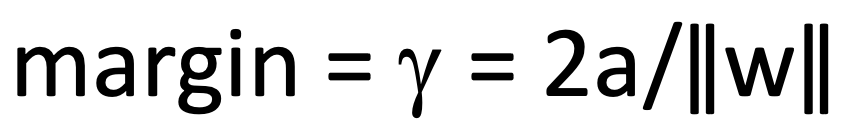 margin = γ = 2a/‖w‖